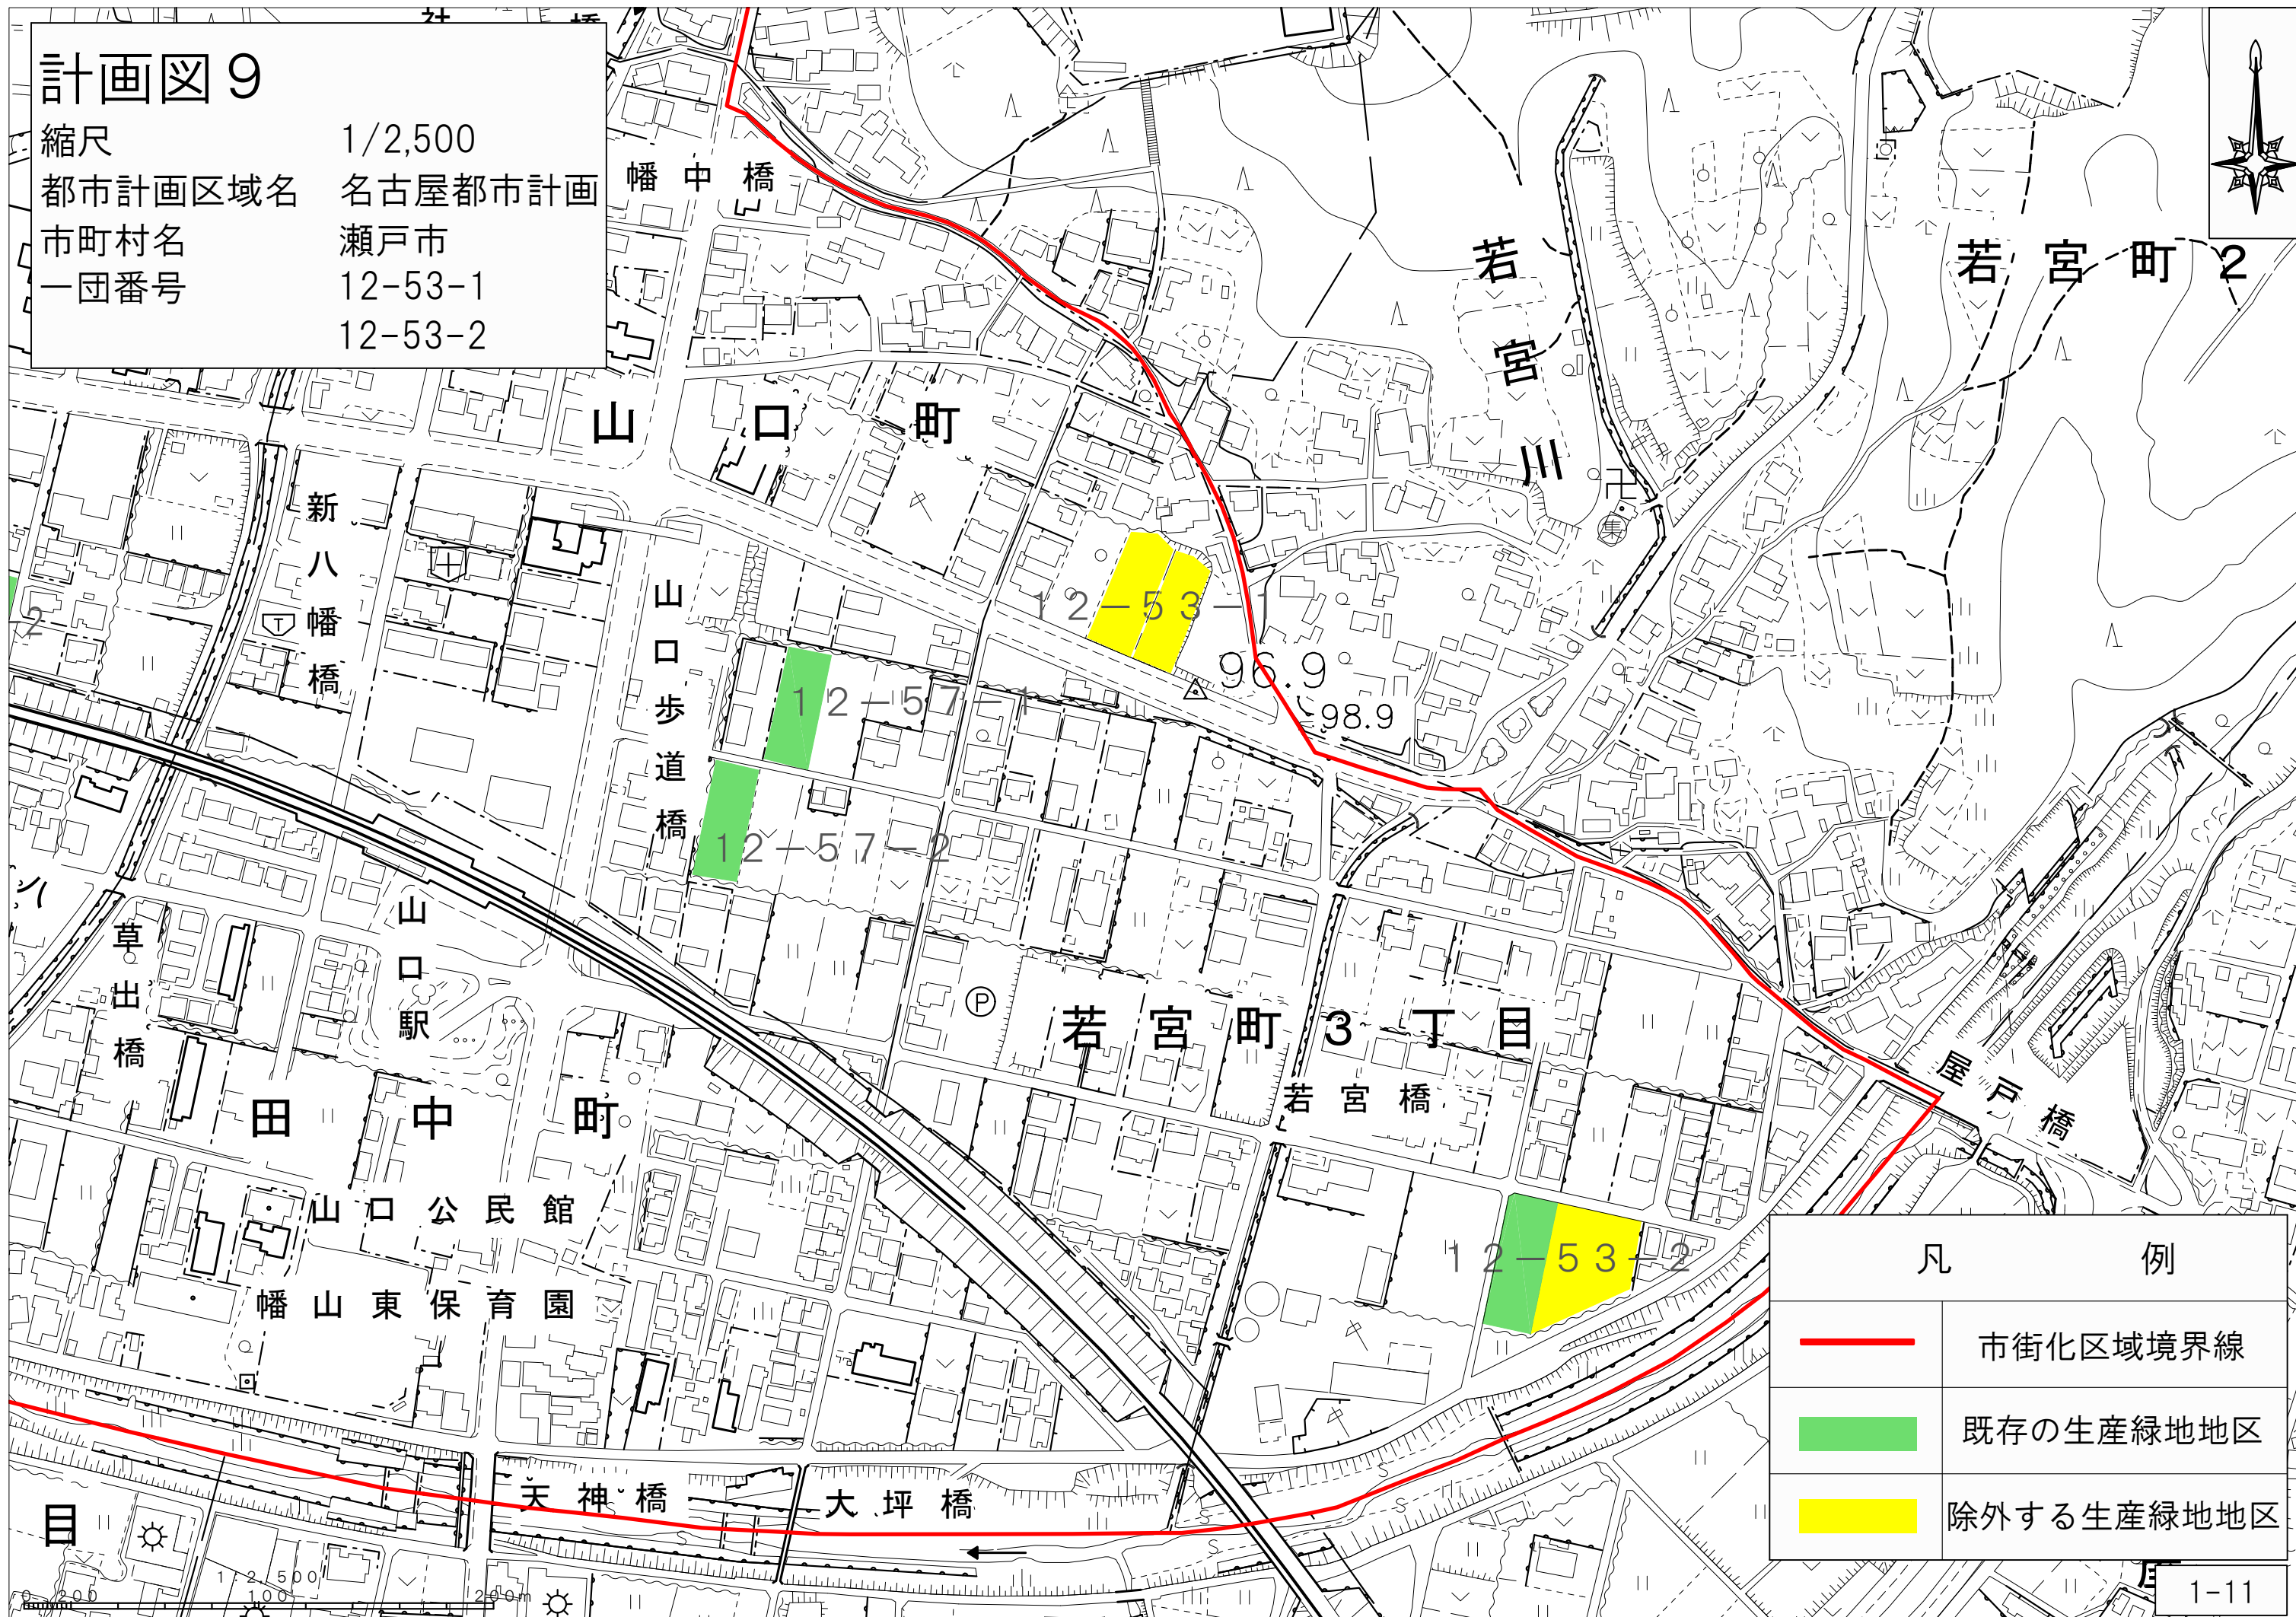 計画図９
縮尺 1/2,500
都市計画区域名 名古屋都市計画
市町村名 瀬戸市
一団番号 12-53-1
12-53-2
幡中橋
若宮川
若宮町２
山口町
新八幡橋
山口歩道橋
集
12-53-1
96.9
98.9
12-57-1
12-57-2
-2
山口駅
草出橋
P
若宮町３丁目
若宮橋
屋戸橋
田中町
山口公民館
幡山東保育園
12-53-2
天神橋
大坪橋
目
凡例
市街化区域境界線
既存の生産緑地地区
除外する生産緑地地区
1-11